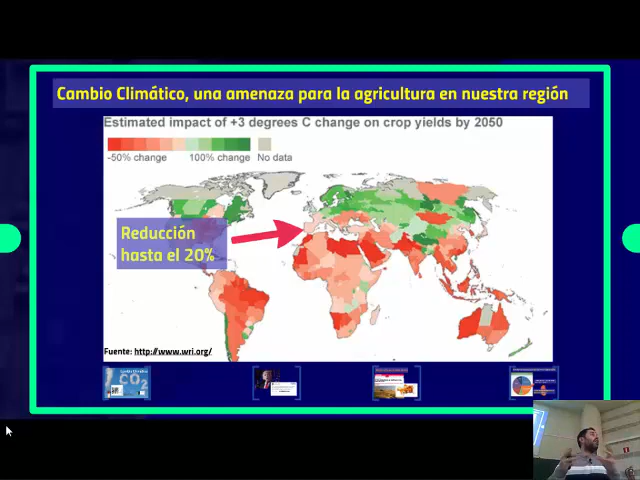 Cambio Climático, una amenaza para la agricultura en nuestra región
Estimated impact of +3 degrees C change on crop yields by 2050
-50% change 100% change No data
Reducción
hasta el 20%
Fuente: http://www.wri.org/
CO2